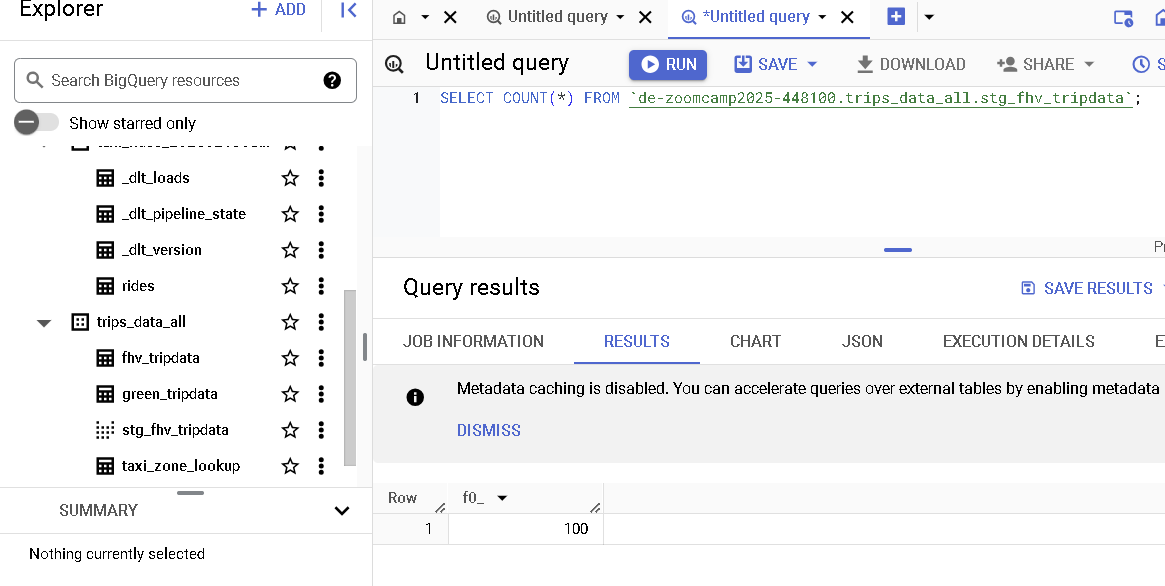 Explorer
+ ADD
Search BigQuery resources
Show starred only
_dlt_loads
_dlt_pipeline_state
_dlt_version
rides
trips_data_all
fhv_tripdata
green_tripdata
stg_fhv_tripdata
taxi_zone_lookup
SUMMARY
Nothing currently selected
Untitled query
*Untitled query
Untitled query
RUN
SAVE
DOWNLOAD
SHARE
S
1 SELECT COUNT(*) FROM `de-zoomcamp2025-448100.trips_data_all.stg_fhv_tripdata`;
Pr
Query results
SAVE RESULTS
JOB INFORMATION
RESULTS
CHART
JSON
EXECUTION DETAILS
E
Metadata caching is disabled. You can accelerate queries over external tables by enabling metadata
DISMISS
Row f0_
1 100